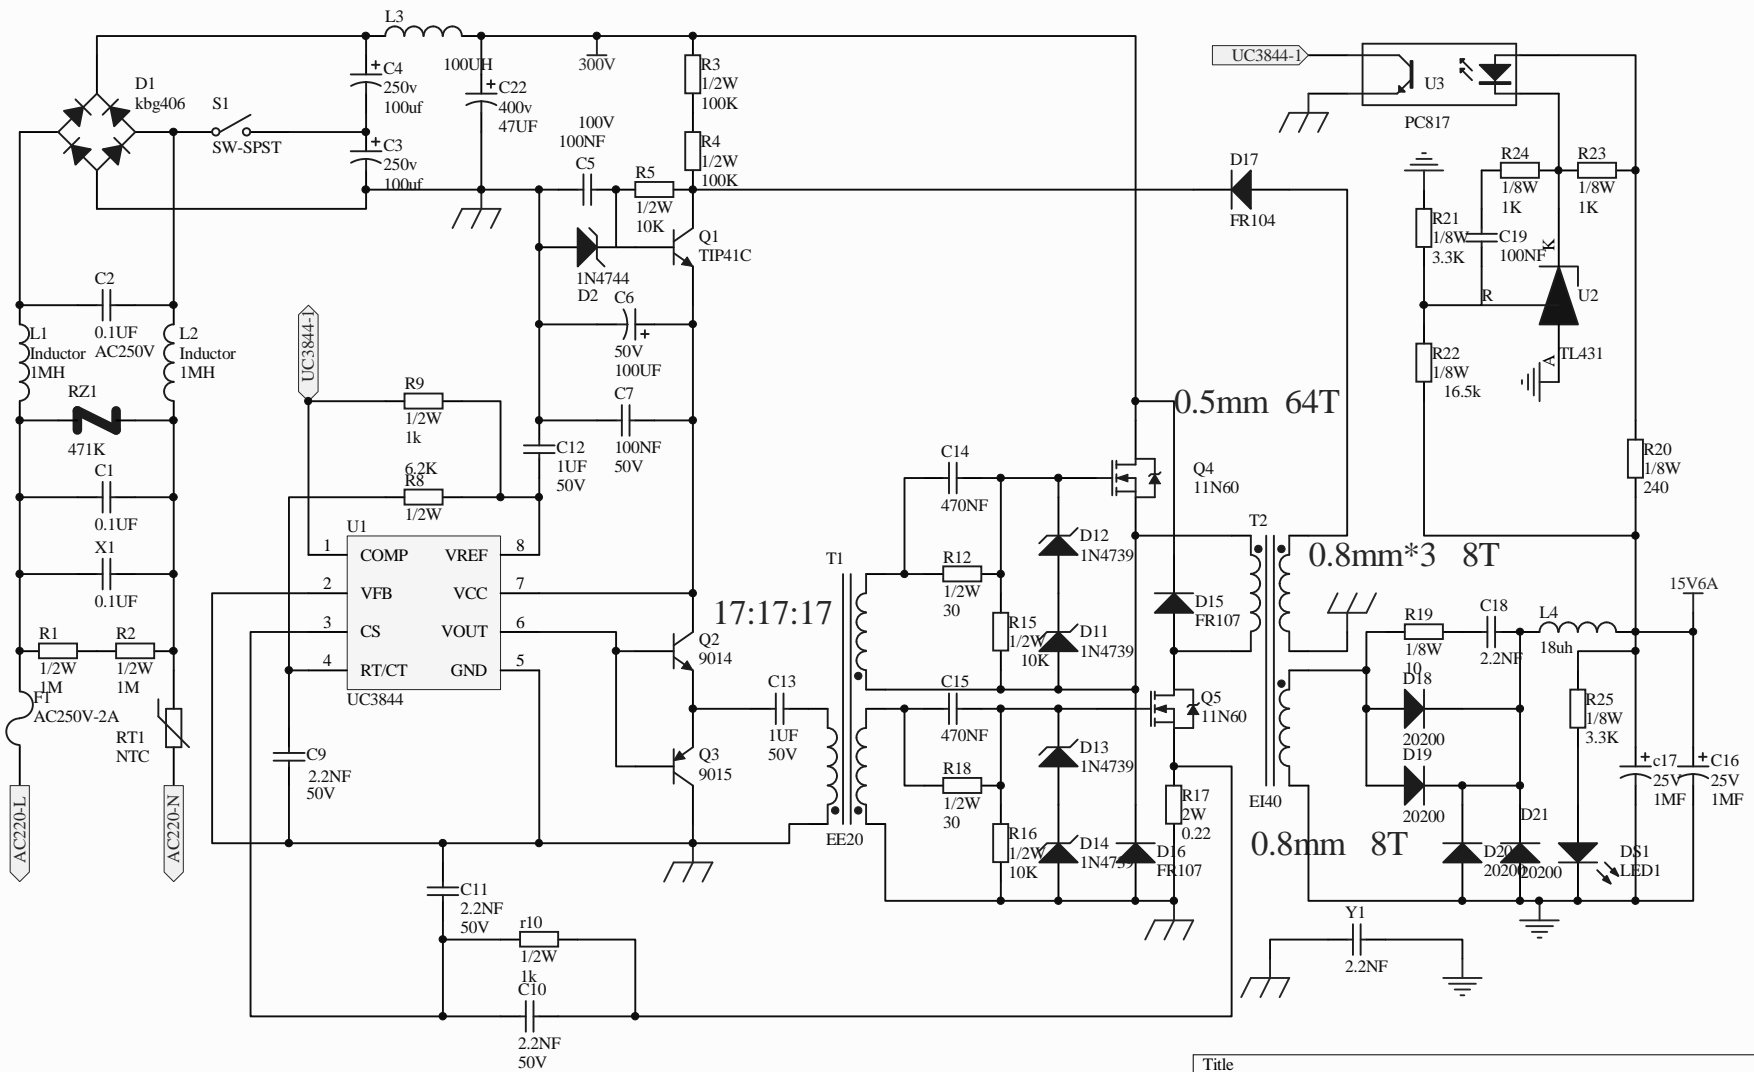 L3
100UH
300V
D1
kbg406
S1
SW-SPST
C4
250v
100uf
C3
250v
100uf
C22
400v
47UF
R3
1/2W
100K
R4
1/2W
100K
100V
100NF
C5
R5
1/2W
10K
Q1
TIP41C
1N4744
D2
C6
50V
100UF
C7
100NF
50V
C12
1UF
50V
UC3844-1
U3
PC817
D17
FR104
R24
1/8W
1K
R23
1/8W
1K
R21
1/8W
3.3K
C19
100NF
K
R
U2
A
TL431
R22
1/8W
16.5k
R20
1/8W
240
C2
0.1UF
AC250V
L1
Inductor
1MH
L2
Inductor
1MH
RZ1
471K
C1
0.1UF
X1
0.1UF
R1
1/2W
1M
R2
1/2W
1M
F1
AC250V-2A
RT1
NTC
AC220-L
AC220-N
UC3844-1
R9
1/2W
1k
6.2K
R8
1/2W
U1
1 COMP VREF 8
2 VFB VCC 7
3 CS VOUT 6
4 RT/CT GND 5
UC3844
C9
2.2NF
50V
Q2
9014
Q3
9015
C13
1UF
50V
T1
17:17:17
EE20
C14
470NF
R12
1/2W
30
R15
1/2W
10K
C15
470NF
R18
1/2W
30
R16
1/2W
10K
D12
1N4739
D11
1N4739
D13
1N4739
D14
1N4739
D16
FR107
Q4
11N60
0.5mm 64T
D15
FR107
Q5
11N60
R17
2W
0.22
T2
0.8mm*3 8T
EI40
0.8mm 8T
R19
1/8W
10
C18
2.2NF
L4
18uh
15V6A
D18
20200
D19
20200
D20
20200
D21
20200
R25
1/8W
3.3K
DS1
LED1
c17
25V
1MF
C16
25V
1MF
C11
2.2NF
50V
r10
1/2W
1k
C10
2.2NF
50V
Y1
2.2NF
Title